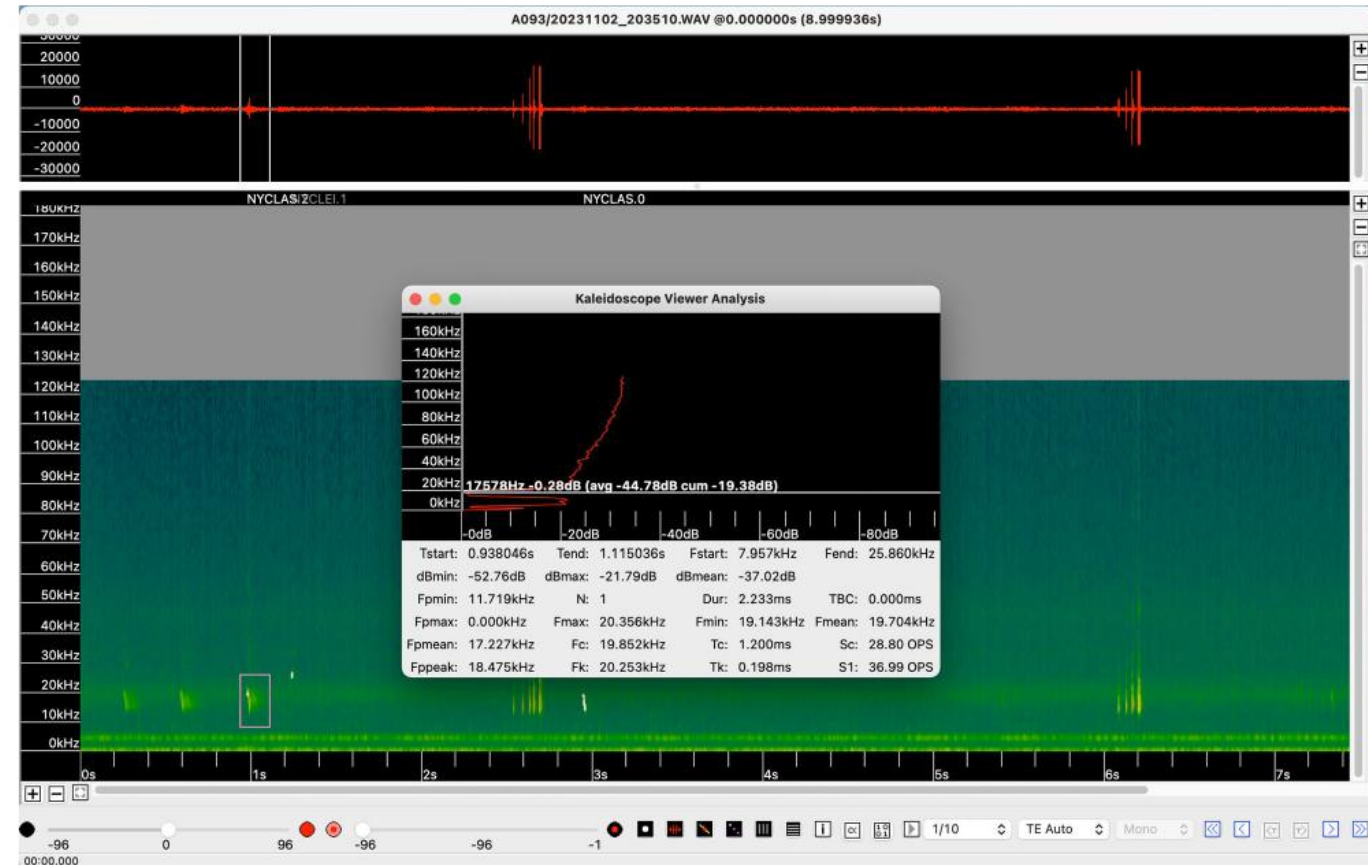 A093/20231102_203510.WAV @0.000000s (8.999936s)
30000
20000
10000
0
-10000
-20000
-30000
NYCLAS.0
180kHz
170kHz
160kHz
150kHz
140kHz
130kHz
120kHz
110kHz
100kHz
90kHz
80kHz
70kHz
60kHz
50kHz
40kHz
30kHz
20kHz
10kHz
0kHz
Kaleidoscope Viewer Analysis
160kHz
140kHz
120kHz
100kHz
80kHz
60kHz
40kHz
20kHz 17578Hz -0.28dB (avg -44.78dB cum -19.38dB)
0kHz
-0dB -20dB -40dB -60dB -80dB
Tstart: 0.938046s Tend: 1.115036s Fstart: 7.957kHz Fend: 25.860kHz
dBmin: -52.76dB dBmax: -21.79dB dBmean: -37.02dB
Fpmin: 11.719kHz N: 1 Dur: 2.233ms TBC: 0.000ms
Fpmax: 0.000kHz Fmax: 20.356kHz Fmin: 19.143kHz Fmean: 19.704kHz
Fpmean: 17.227kHz Fc: 19.852kHz Tc: 1.200ms Sc: 28.80 OPS
Fppeak: 18.475kHz Fk: 20.253kHz Tk: 0.198ms S1: 36.99 OPS
0s 1s 2s 3s 4s 5s 6s 7s
1/10 TE Auto Mono
-96 0 96 -96 -96 -1
00:00.000